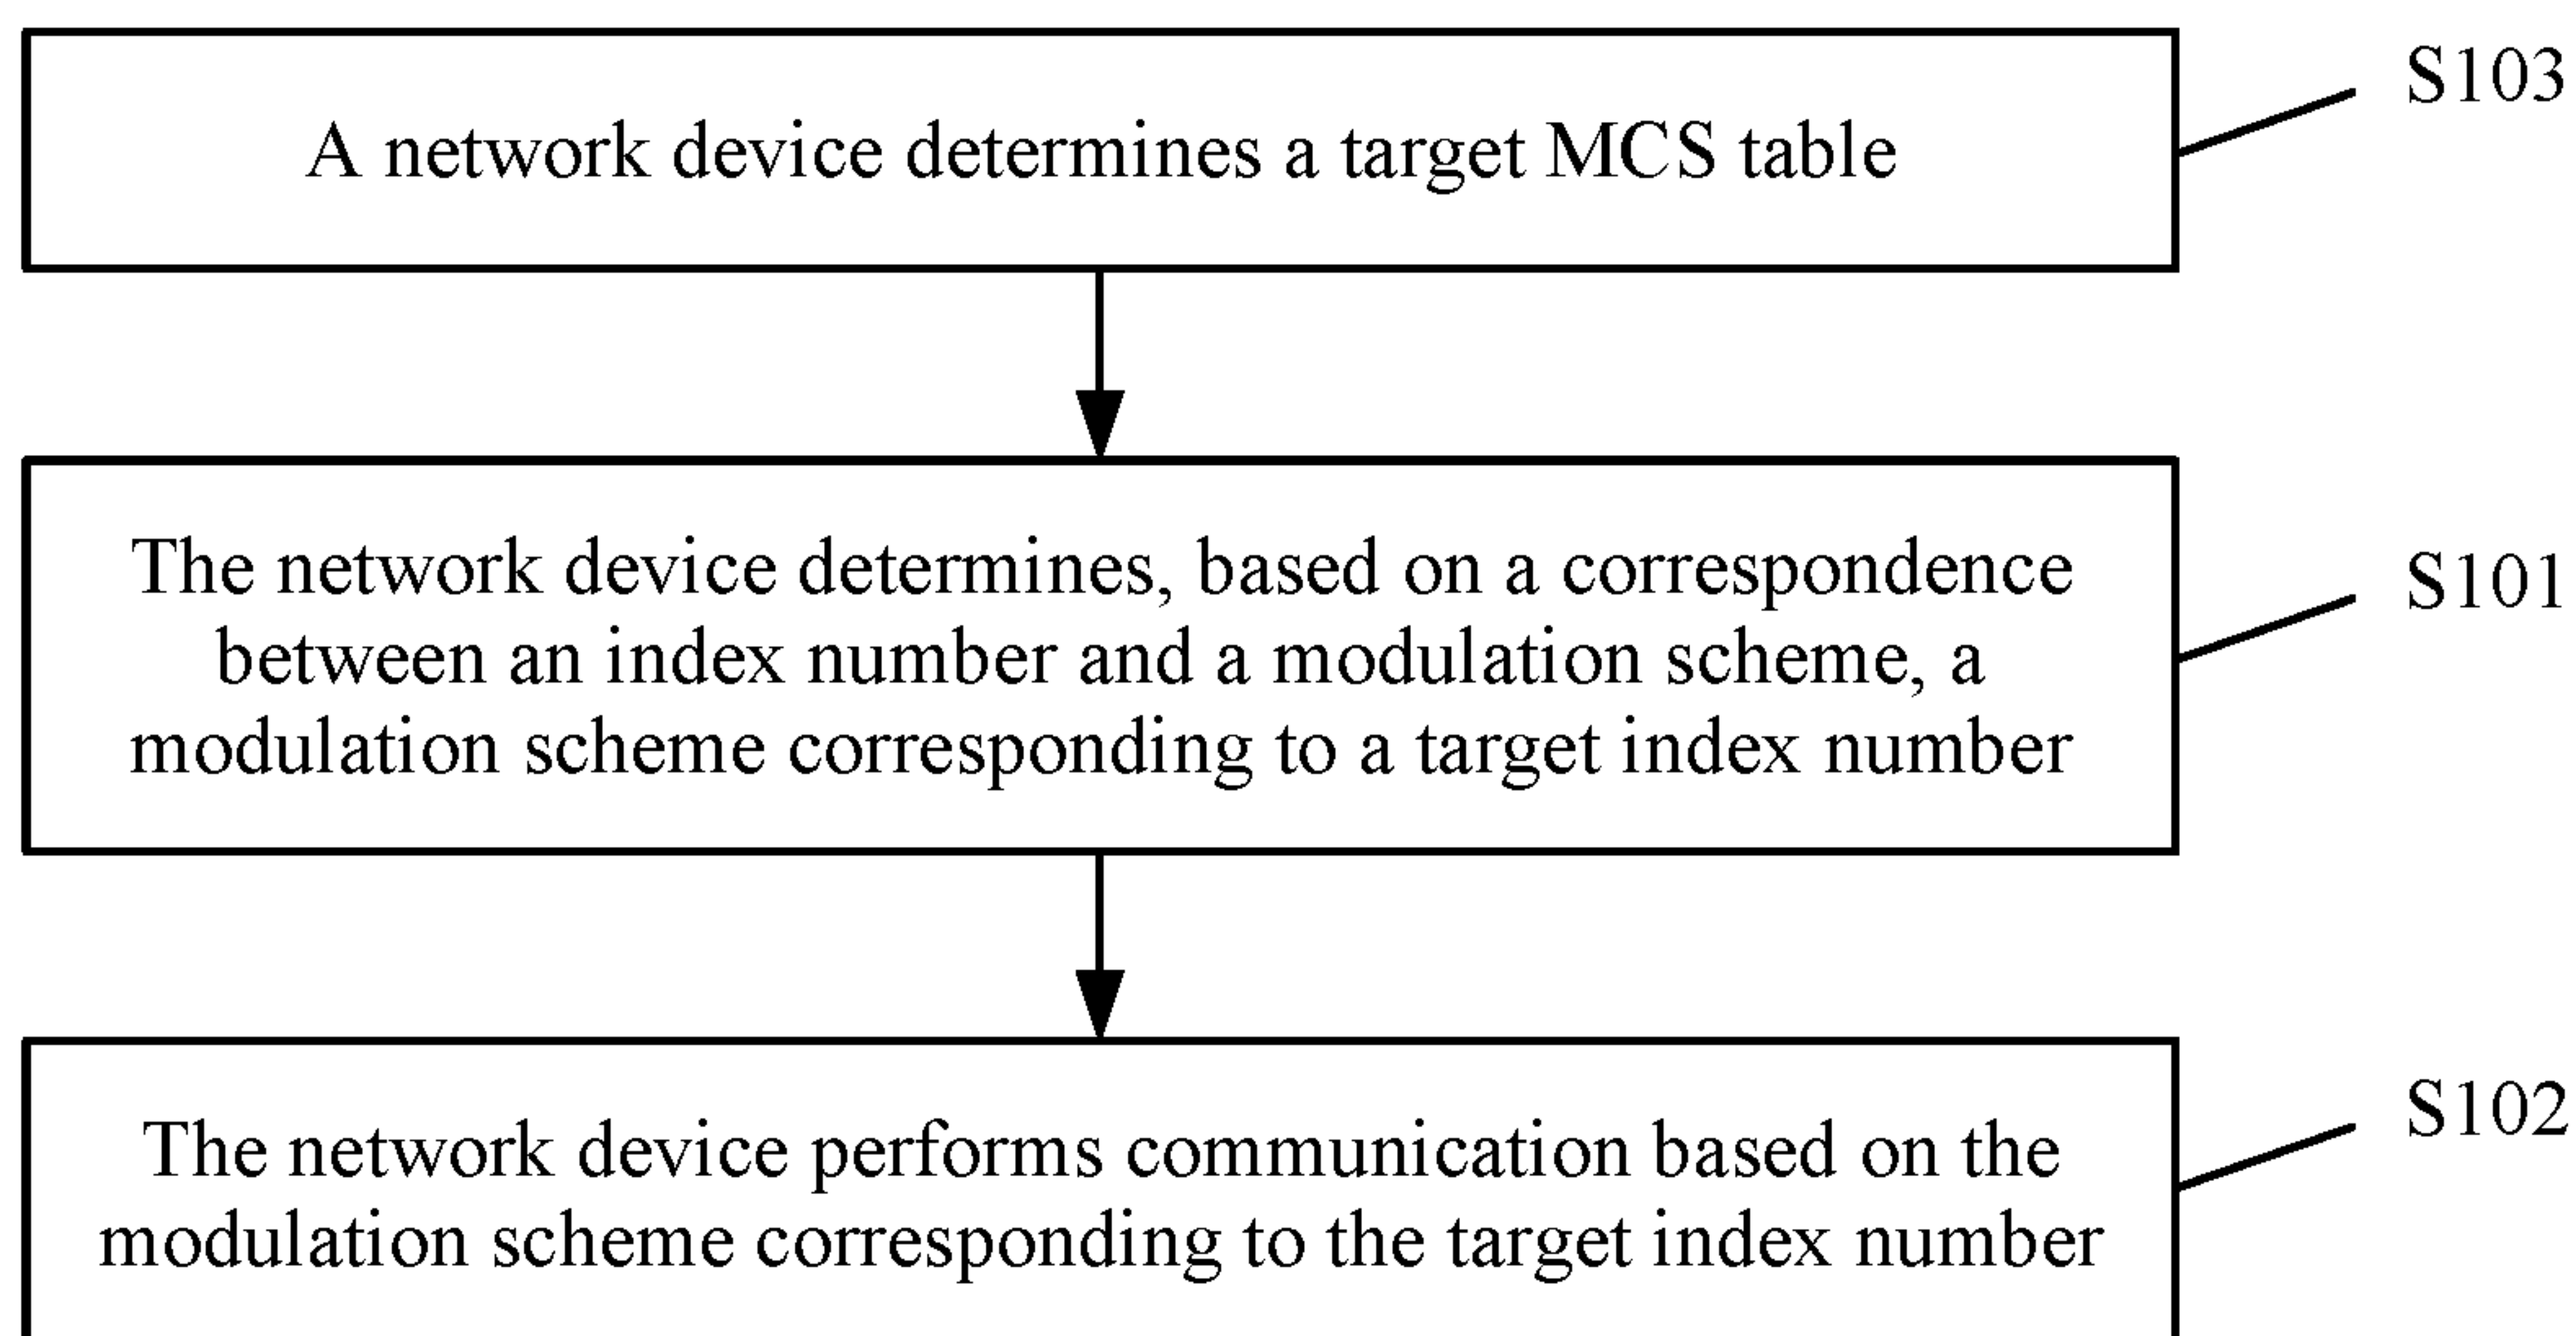 A network device determines a target MCS table
S103
The network device determines, based on a correspondence
between an index number and a modulation scheme, a
modulation scheme corresponding to a target index number
S101
The network device performs communication based on the
modulation scheme corresponding to the target index number
S102